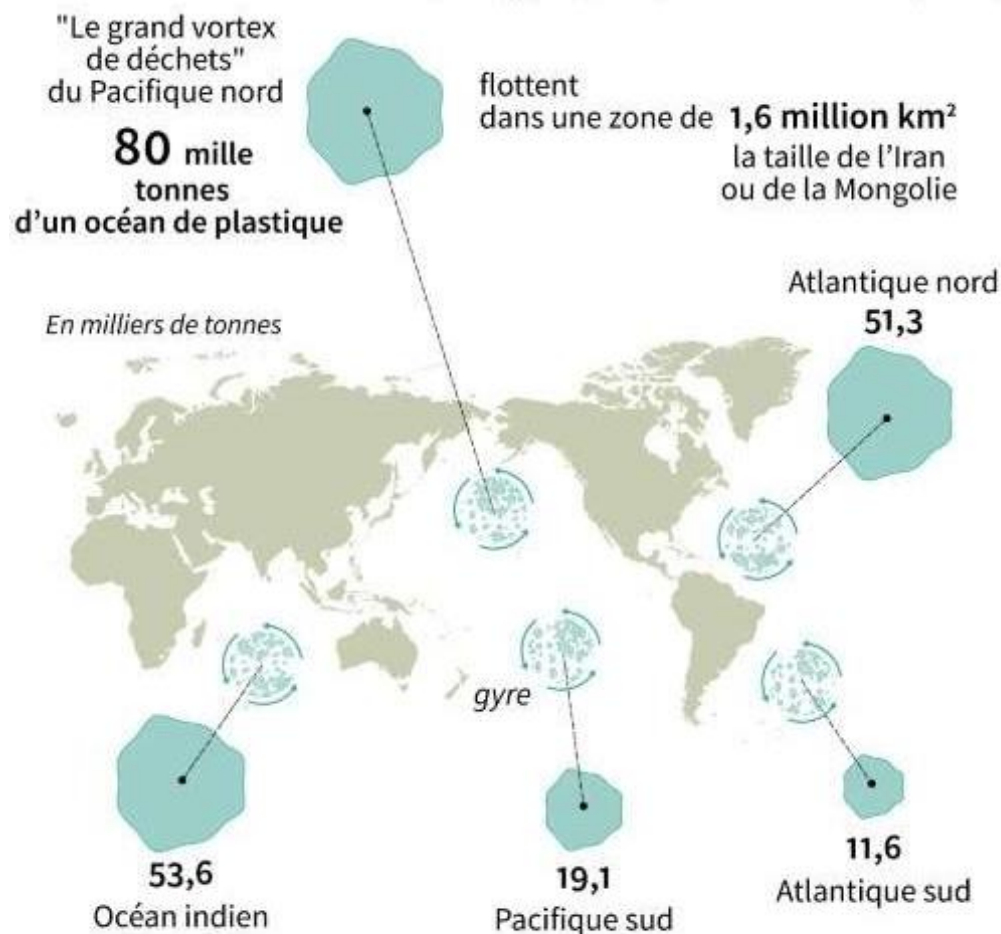 "Le grand vortex
de déchets"
du Pacifique nord
80 mille
tonnes
d'un océan de plastique
flottent
dans une zone de 1,6 million km²
la taille de l'Iran
ou de la Mongolie
En milliers de tonnes
Atlantique nord
51,3
gyre
53,6
Océan indien
19,1
Pacifique sud
11,6
Atlantique sud